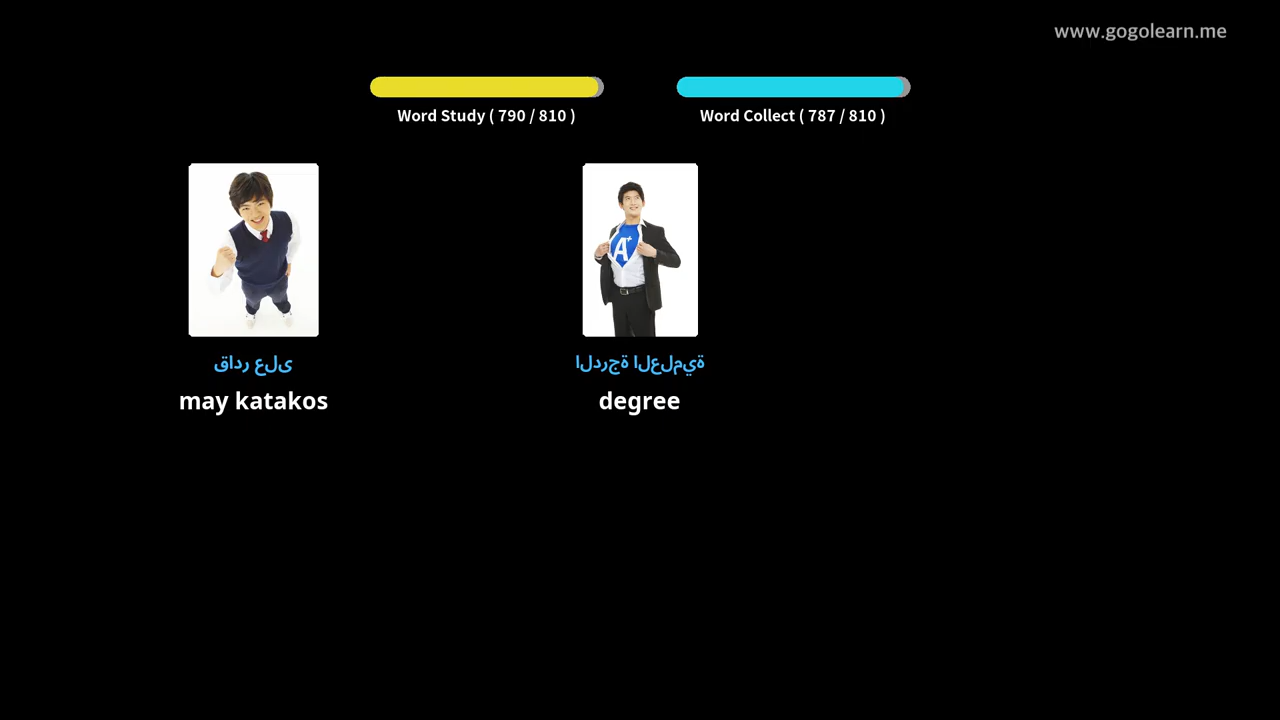 www.gogolearn.me
Word Study ( 790 / 810 )
Word Collect ( 787 / 810 )
A+
قادر على
الدرجة العلمية
may katakos
degree